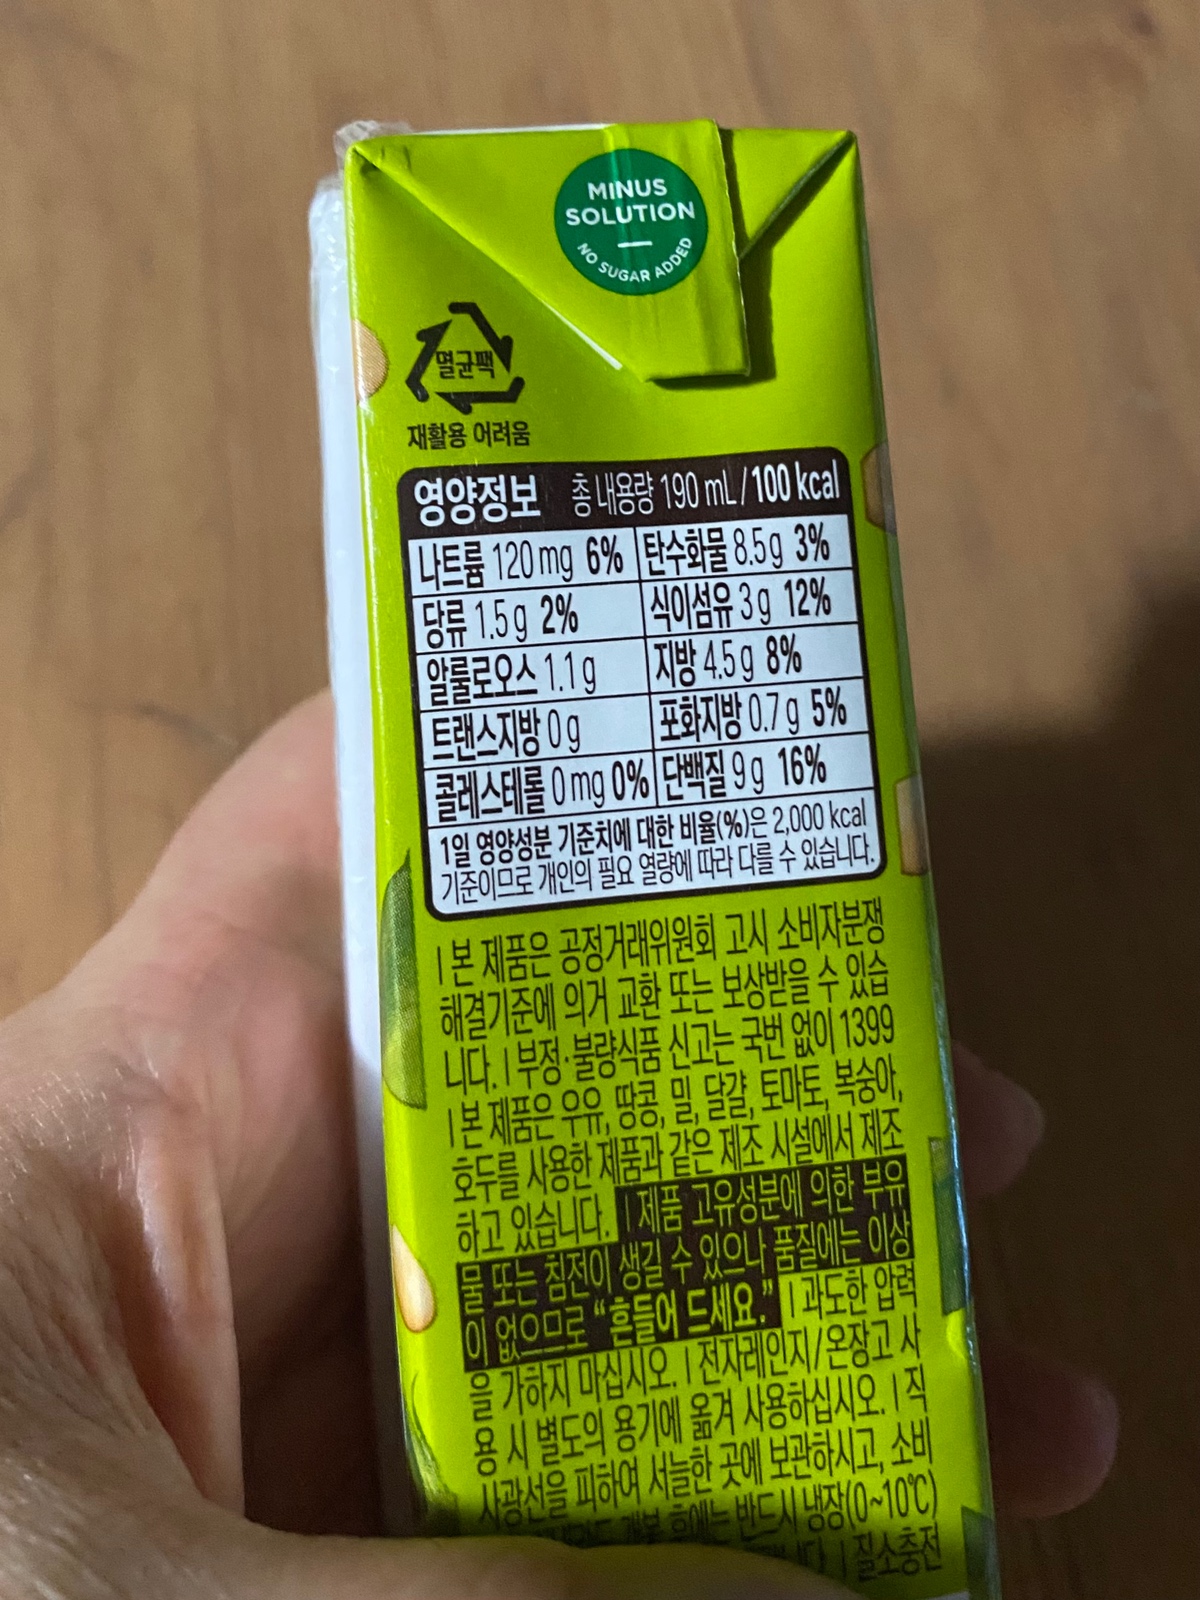 MINUS
SOLUTION
NO SUGAR ADDED
멸균팩
재활용 어려움
영양정보 총 내용량 190 mL / 100 kcal
나트륨 120 mg 6% 탄수화물 8.5 g 3%
당류 1.5 g 2% 식이섬유 3 g 12%
알룰로오스 1.1 g 지방 4.5 g 8%
트랜스지방 0 g 포화지방 0.7 g 5%
콜레스테롤 0 mg 0% 단백질 9 g 16%
1일 영양성분 기준치에 대한 비율(%)은 2,000 kcal
기준이므로 개인의 필요 열량에 따라 다를 수 있습니다.
| 본 제품은 공정거래위원회 고시 소비자분쟁
해결기준에 의거 교환 또는 보상받을 수 있습
니다. | 부정·불량식품 신고는 국번 없이 1399
| 본 제품은 우유, 땅콩, 밀, 달걀, 토마토, 복숭아,
호두를 사용한 제품과 같은 제조 시설에서 제조
하고 있습니다. | 제품 고유성분에 의한 부유
물 또는 침전이 생길 수 있으나 품질에는 이상
이 없으므로 “흔들어 드세요.” | 과도한 압력
을 가하지 마십시오. | 전자레인지/온장고 사
용 시 별도의 용기에 옮겨 사용하십시오. | 직
사광선을 피하여 서늘한 곳에 보관하시고, 소비
개봉 후에는 반드시 냉장(0~10℃)
| 질소충전